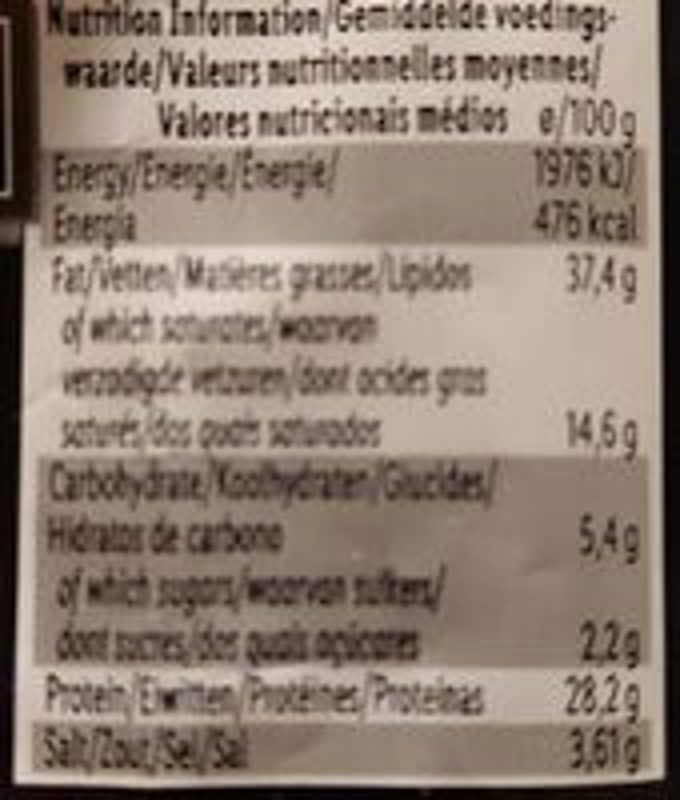 Nutrition Information/Gemiddelde voedings-
waarde/Valeurs nutritionnelles moyennes/
Valores nutricionais médios ø/100 g
Energy/Energie/Énergie/ 1976 kJ/
Energia 476 kcal
Fat/Vetten/Matières grasses/Lípidos 37,4 g
of which saturates/waarvan
verzadigde vetzuren/dont acides gras
saturés/dos quais saturados 14,6 g
Carbohydrate/Koolhydraten/Glucides/
Hidratos de carbono 5,4 g
of which sugars/waarvan suikers/
dont sucres/dos quais açúcares 2,2 g
Protein/Eiwitten/Protéines/Proteínas 28,2 g
Salt/Zout/Sel/Sal 3,61 g